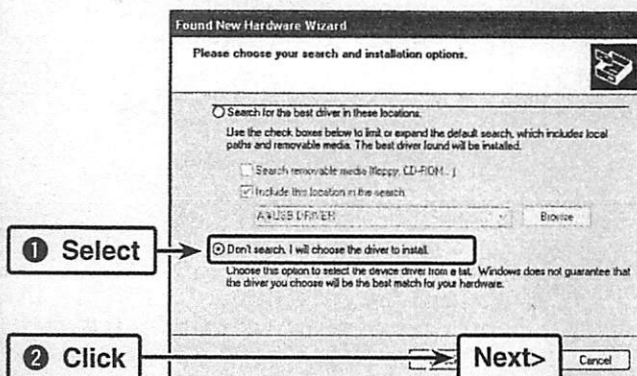 Found New Hardware Wizard
Please choose your search and installation options.
Search for the best driver in these locations.
Use the check boxes below to limit or expand the default search, which includes local
paths and removable media. The best driver found will be installed.
Search removable media (floppy, CD-ROM...)
Include this location in the search:
Browse
❶ Select
Don't search. I will choose the driver to install.
Choose this option to select the device driver from a list. Windows does not guarantee that
the driver you choose will be the best match for your hardware.
❷ Click
Next>
Cancel